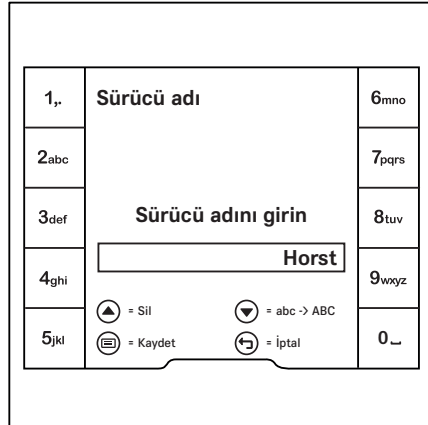 1,.
2abc
3def
4ghi
5jkl
Sürücü adı
Sürücü adını girin
Horst
= Sil
= abc -> ABC
= Kaydet
= İptal
6mno
7pqrs
8tuv
9wxyz
0⎵